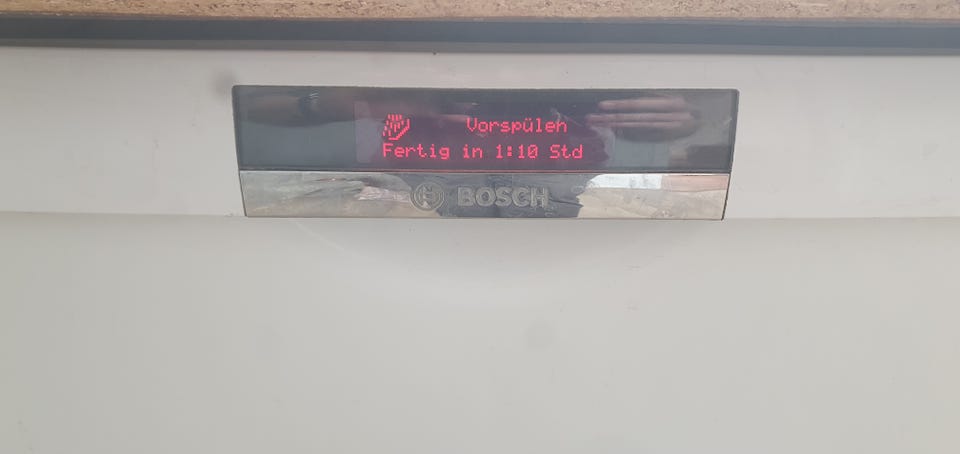 Vorspülen
Fertig in 1:10 Std
BOSCH